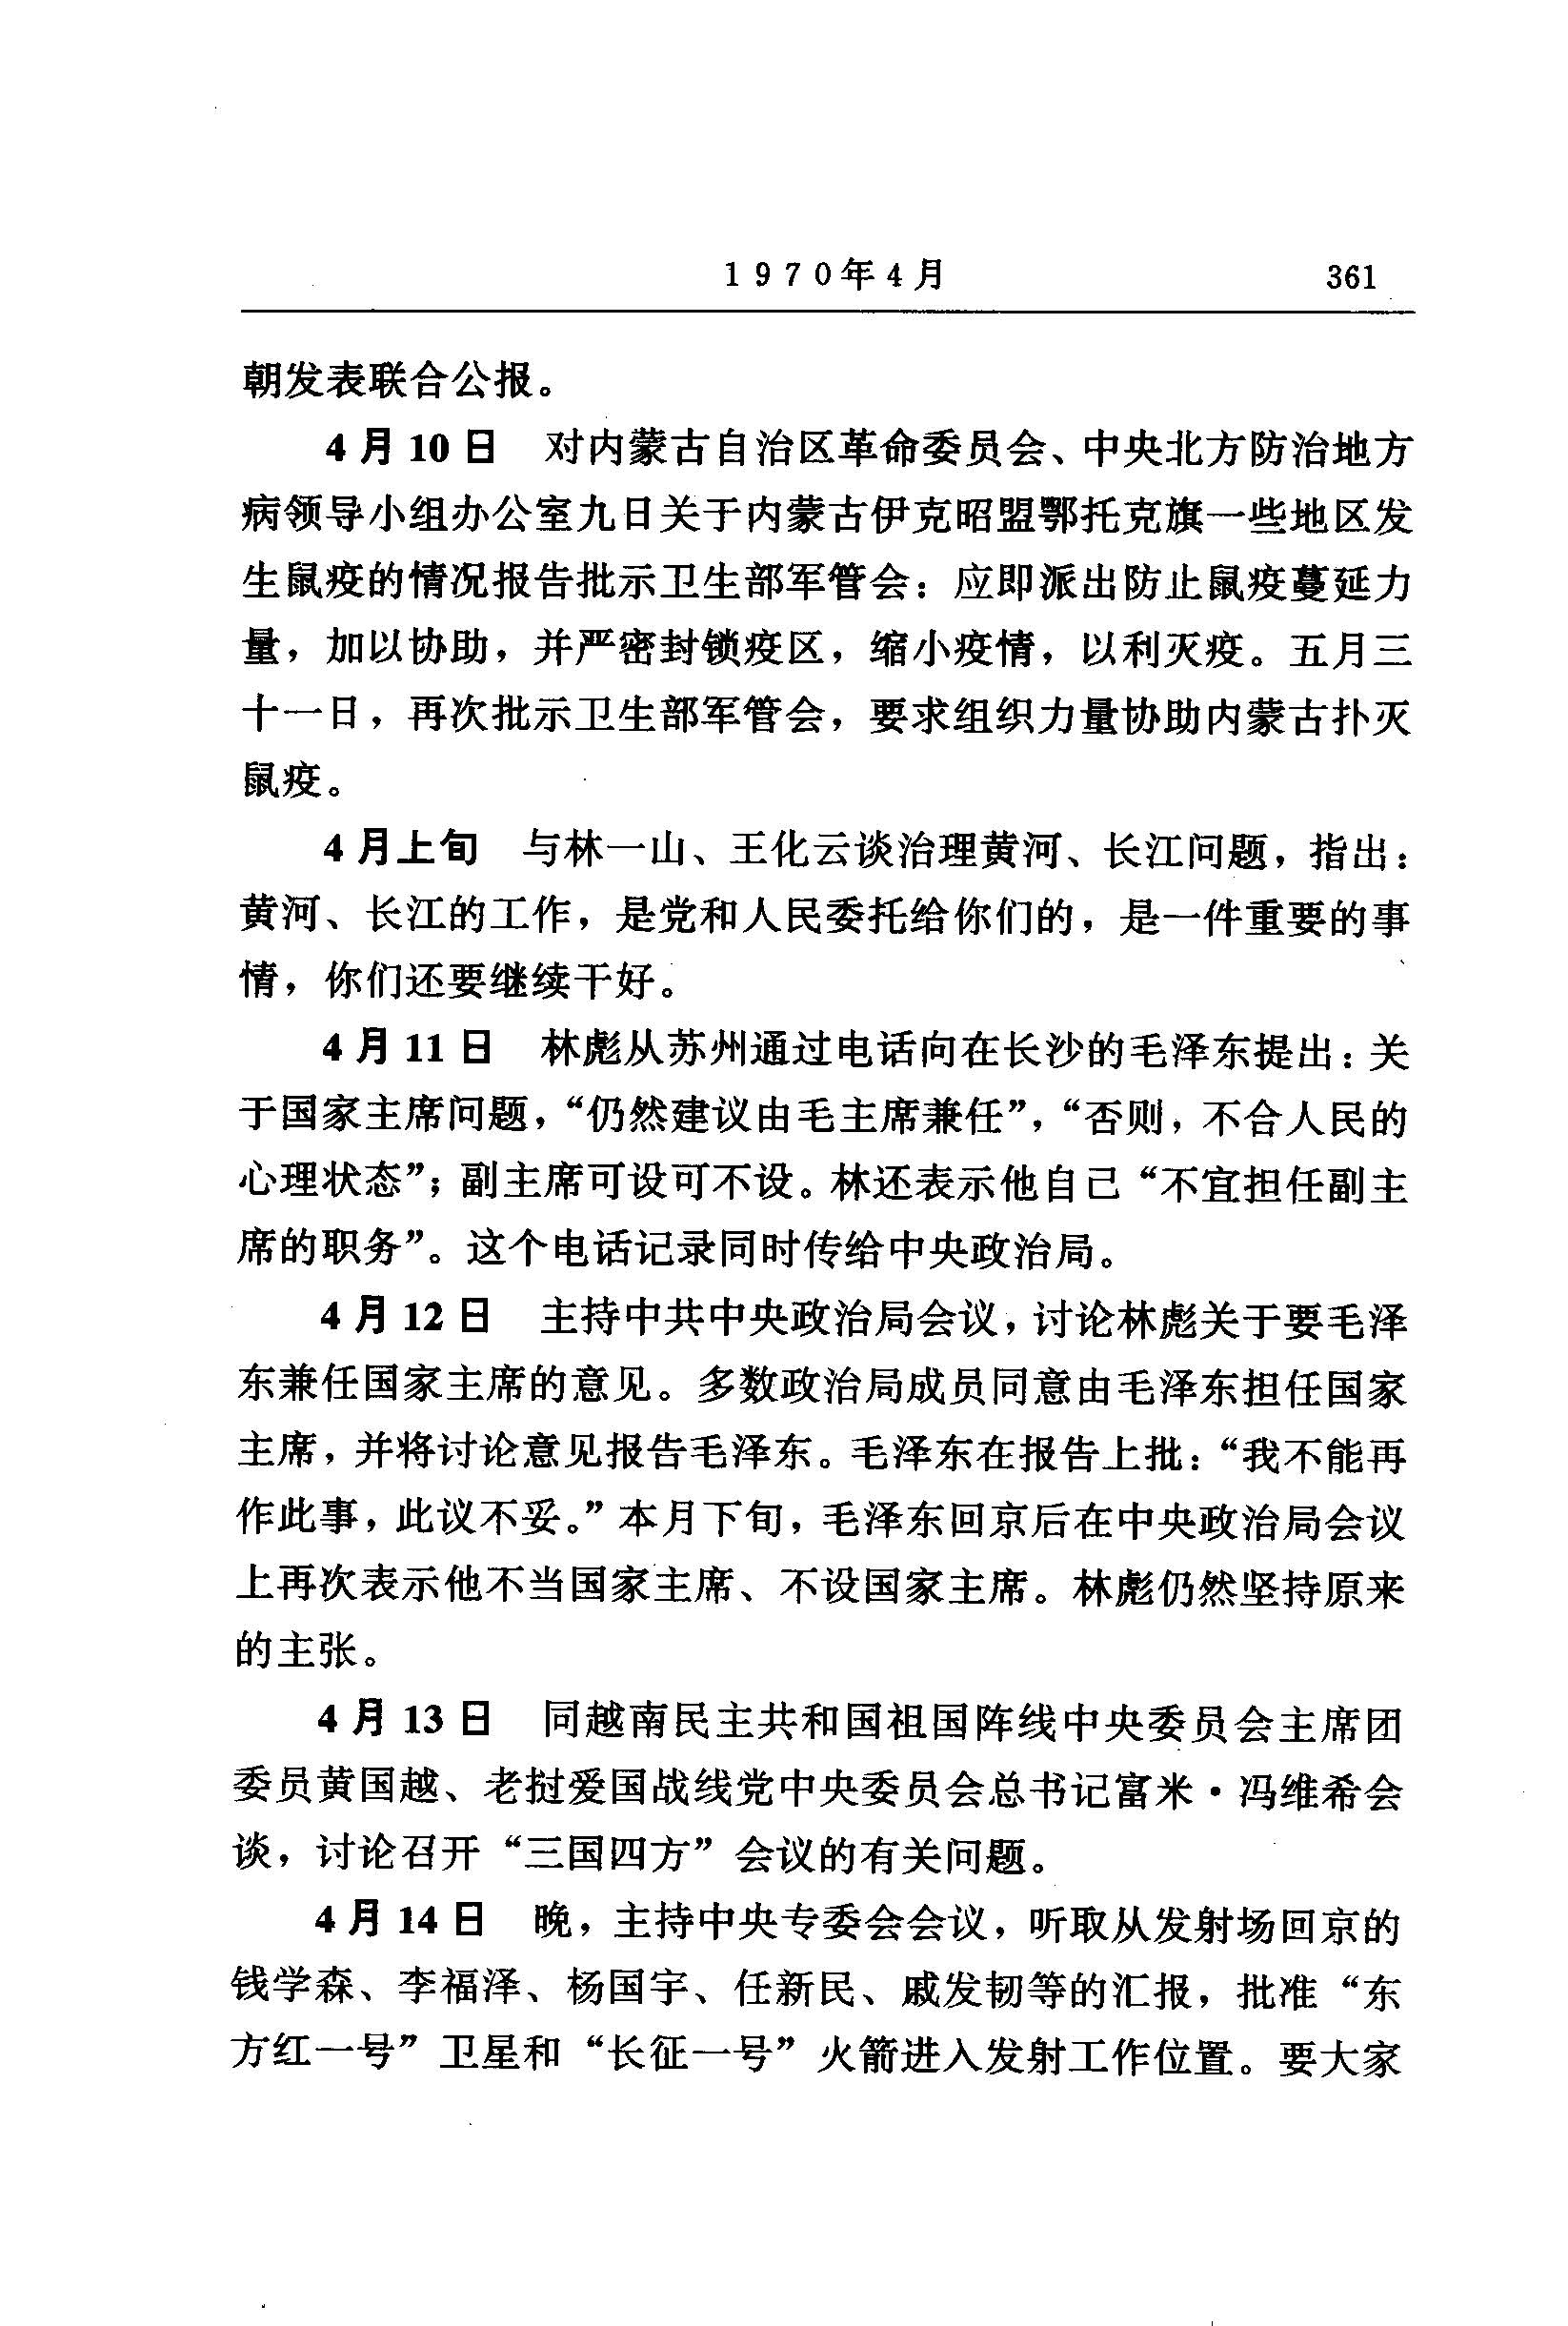 1970年4月 361
朝发表联合公报。
4月10日 对内蒙古自治区革命委员会、中央北方防治地方
病领导小组办公室九日关于内蒙古伊克昭盟鄂托克旗一些地区发
生鼠疫的情况报告批示卫生部军管会：应即派出防止鼠疫蔓延力
量，加以协助，并严密封锁疫区，缩小疫情，以利灭疫。五月三
十一日，再次批示卫生部军管会，要求组织力量协助内蒙古扑灭
鼠疫。
4月上旬 与林一山、王化云谈治理黄河、长江问题，指出：
黄河、长江的工作，是党和人民委托给你们的，是一件重要的事
情，你们还要继续干好。
4月11日 林彪从苏州通过电话向在长沙的毛泽东提出：关
于国家主席问题，“仍然建议由毛主席兼任”，“否则，不合人民的
心理状态”；副主席可设可不设。林还表示他自己“不宜担任副主
席的职务”。这个电话记录同时传给中央政治局。
4月12日 主持中共中央政治局会议，讨论林彪关于要毛泽
东兼任国家主席的意见。多数政治局成员同意由毛泽东担任国家
主席，并将讨论意见报告毛泽东。毛泽东在报告上批：“我不能再
作此事，此议不妥。”本月下旬，毛泽东回京后在中央政治局会议
上再次表示他不当国家主席、不设国家主席。林彪仍然坚持原来
的主张。
4月13日 同越南民主共和国祖国阵线中央委员会主席团
委员黄国越、老挝爱国战线党中央委员会总书记富米·冯维希会
谈，讨论召开“三国四方”会议的有关问题。
4月14日 晚，主持中央专委会会议，听取从发射场回京的
钱学森、李福泽、杨国宇、任新民、戚发轫等的汇报，批准“东
方红一号”卫星和“长征一号”火箭进入发射工作位置。要大家